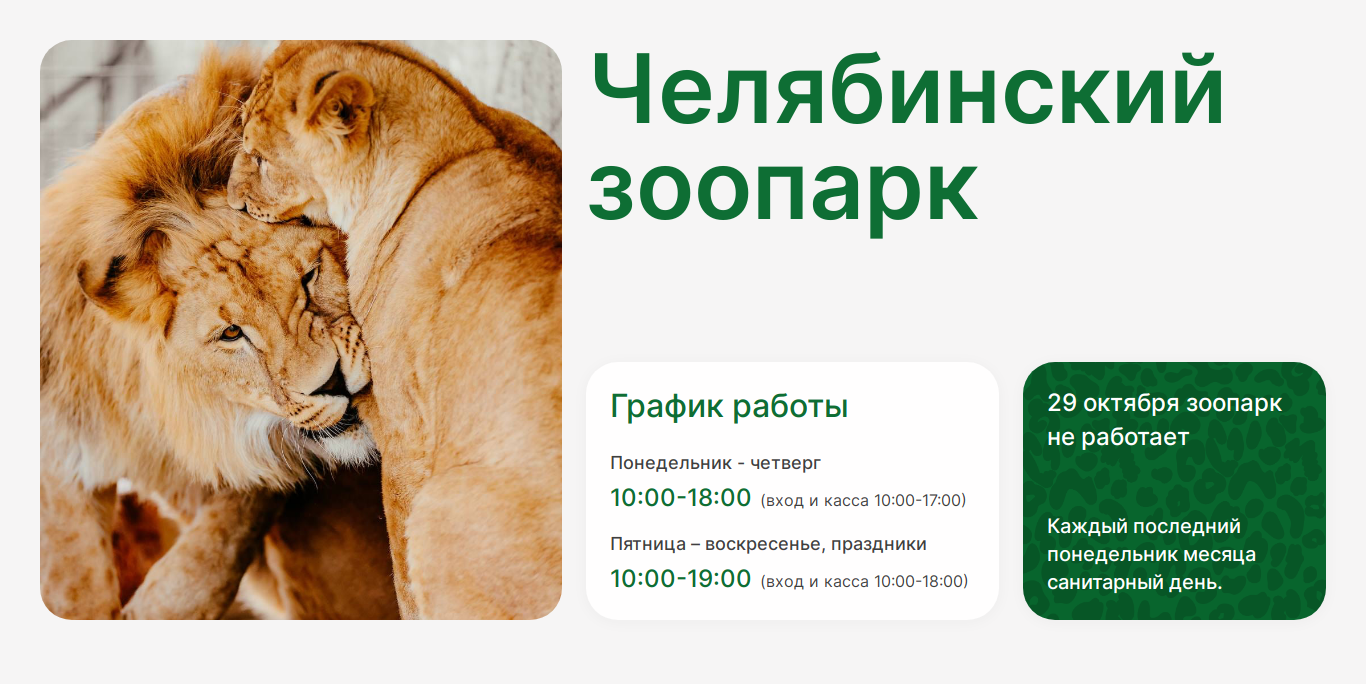 Челябинский
зоопарк
График работы
Понедельник - четверг
10:00-18:00 (вход и касса 10:00-17:00)
Пятница – воскресенье, праздники
10:00-19:00 (вход и касса 10:00-18:00)
29 октября зоопарк
не работает
Каждый последний
понедельник месяца
санитарный день.